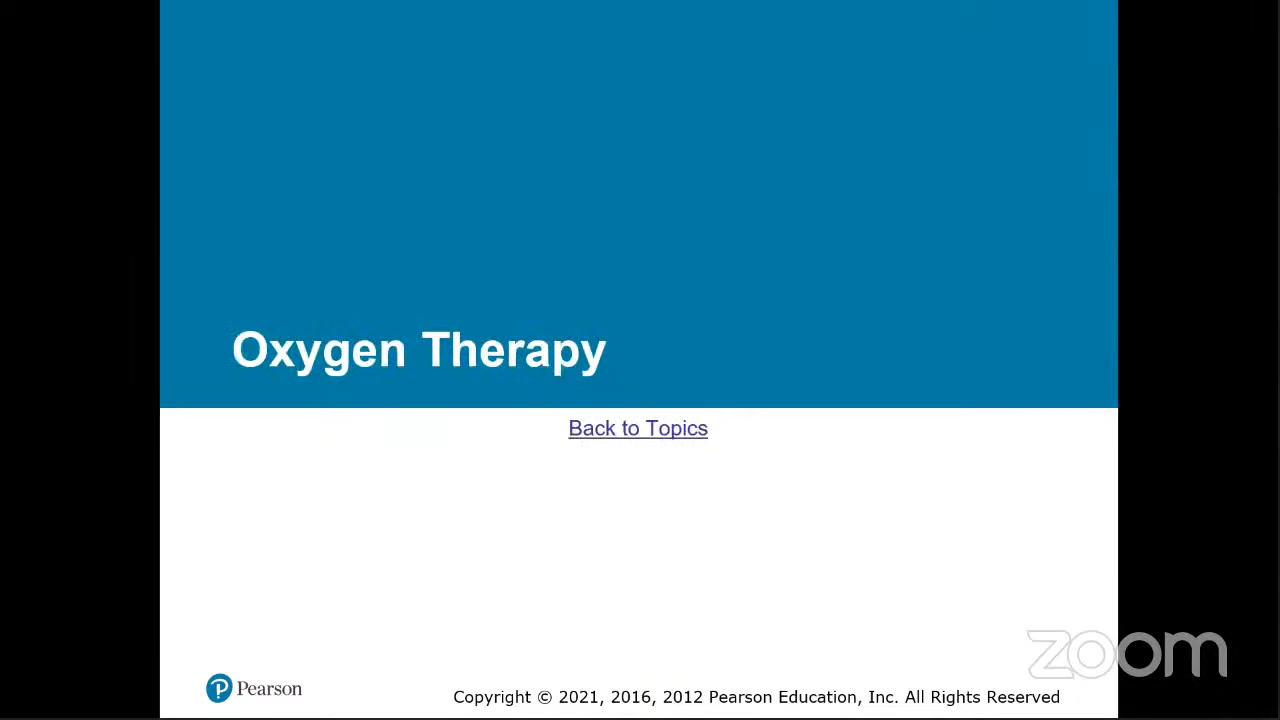 Oxygen Therapy
Back to Topics
zoom
Pearson
Copyright © 2021, 2016, 2012 Pearson Education, Inc. All Rights Reserved